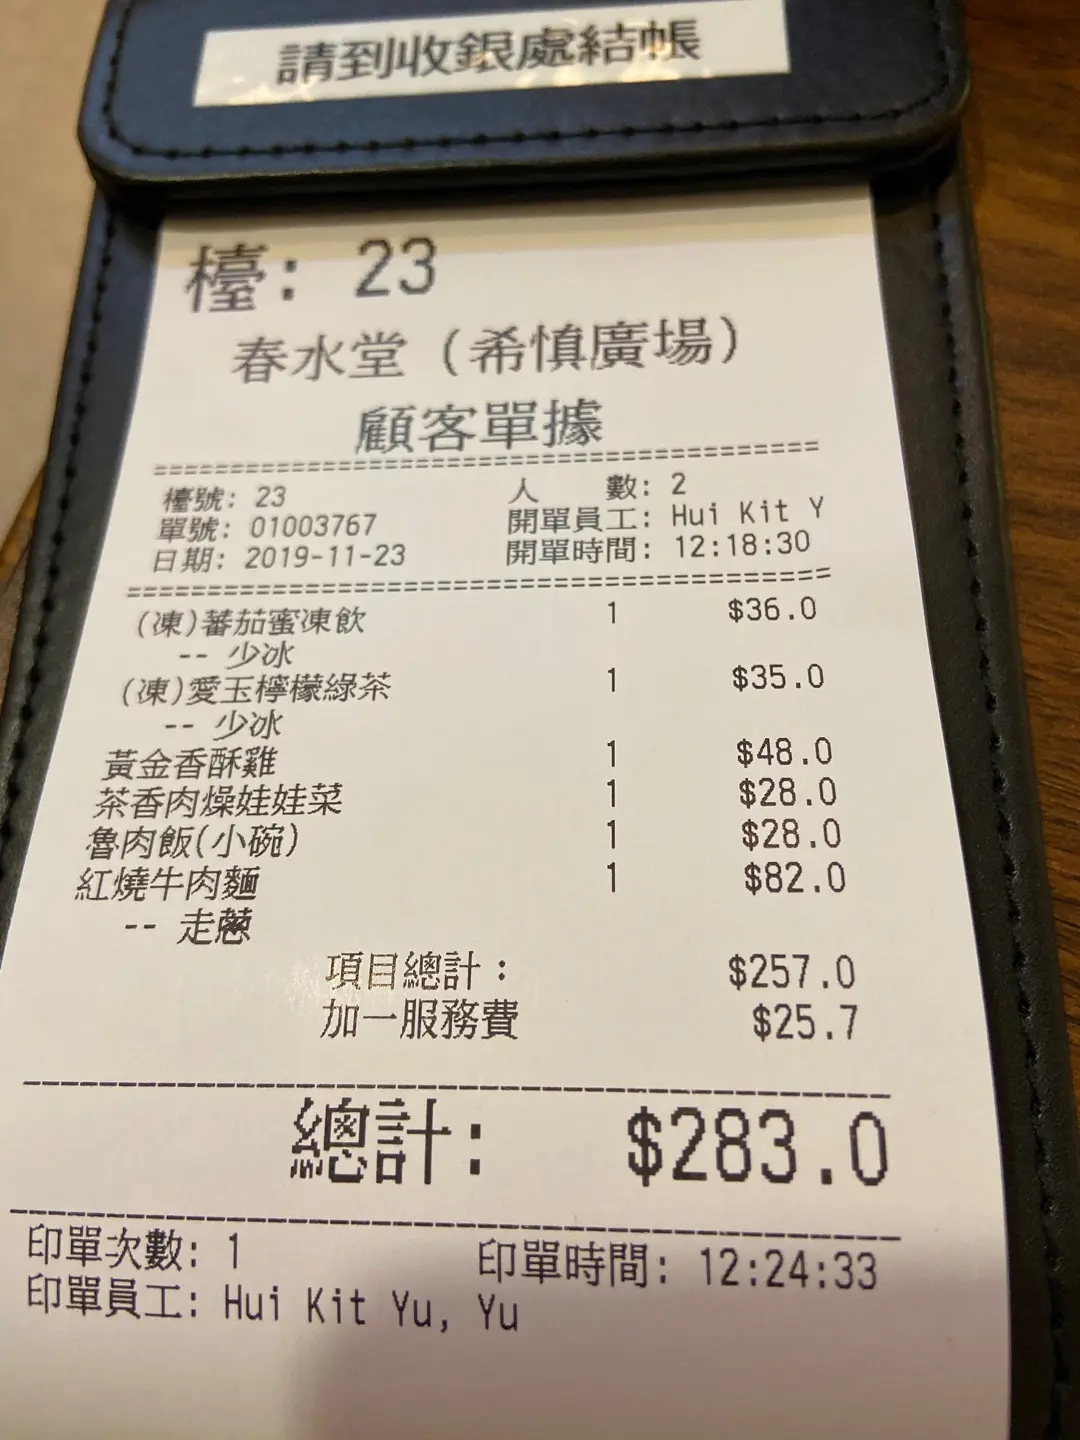 請到收銀處結帳
檯: 23
春水堂 (希慎廣場)
顧客單據
檯號: 23 人 數: 2
單號: 01003767 開單員工: Hui Kit Y
日期: 2019-11-23 開單時間: 12:18:30
(凍)蕃茄蜜凍飲 1 $36.0
-- 少冰
(凍)愛玉檸檬綠茶 1 $35.0
-- 少冰
黃金香酥雞 1 $48.0
茶香肉燥娃娃菜 1 $28.0
魯肉飯(小碗) 1 $28.0
紅燒牛肉麵 1 $82.0
-- 走蔥
項目總計: $257.0
加一服務費 $25.7
總計: $283.0
印單次數: 1 印單時間: 12:24:33
印單員工: Hui Kit Yu, Yu